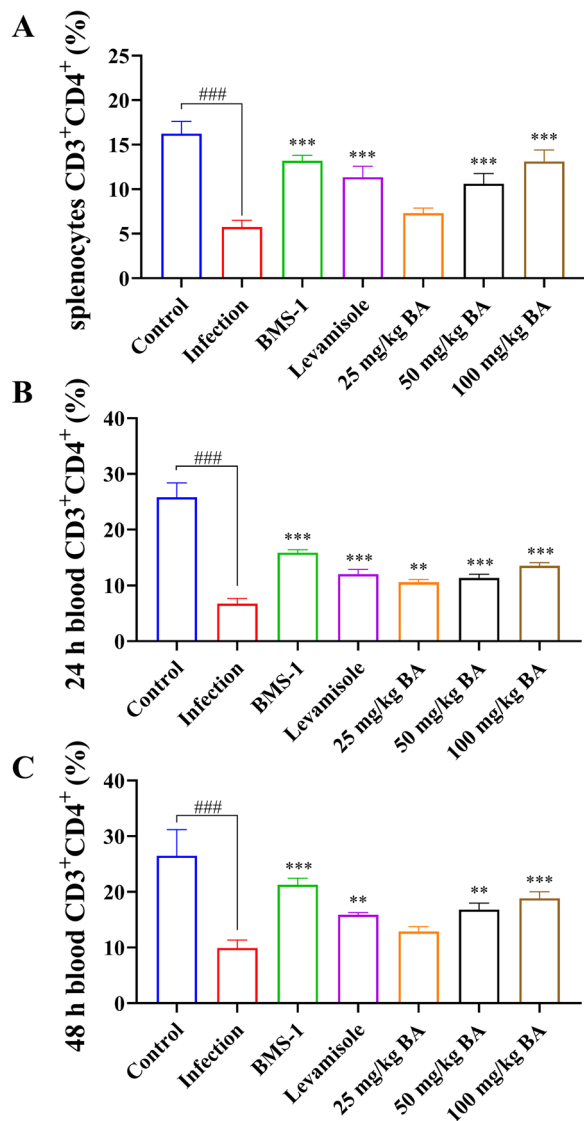 A
splenocytes CD3⁺CD4⁺ (%)
25
20
15
10
5
0
###
***
***
***
***
Control
Infection
BMS-1
Levamisole
25 mg/kg BA
50 mg/kg BA
100 mg/kg BA
B
24 h blood CD3⁺CD4⁺ (%)
40
30
20
10
0
###
***
***
**
***
***
Control
Infection
BMS-1
Levamisole
25 mg/kg BA
50 mg/kg BA
100 mg/kg BA
C
48 h blood CD3⁺CD4⁺ (%)
40
30
20
10
0
###
***
**
**
***
Control
Infection
BMS-1
Levamisole
25 mg/kg BA
50 mg/kg BA
100 mg/kg BA